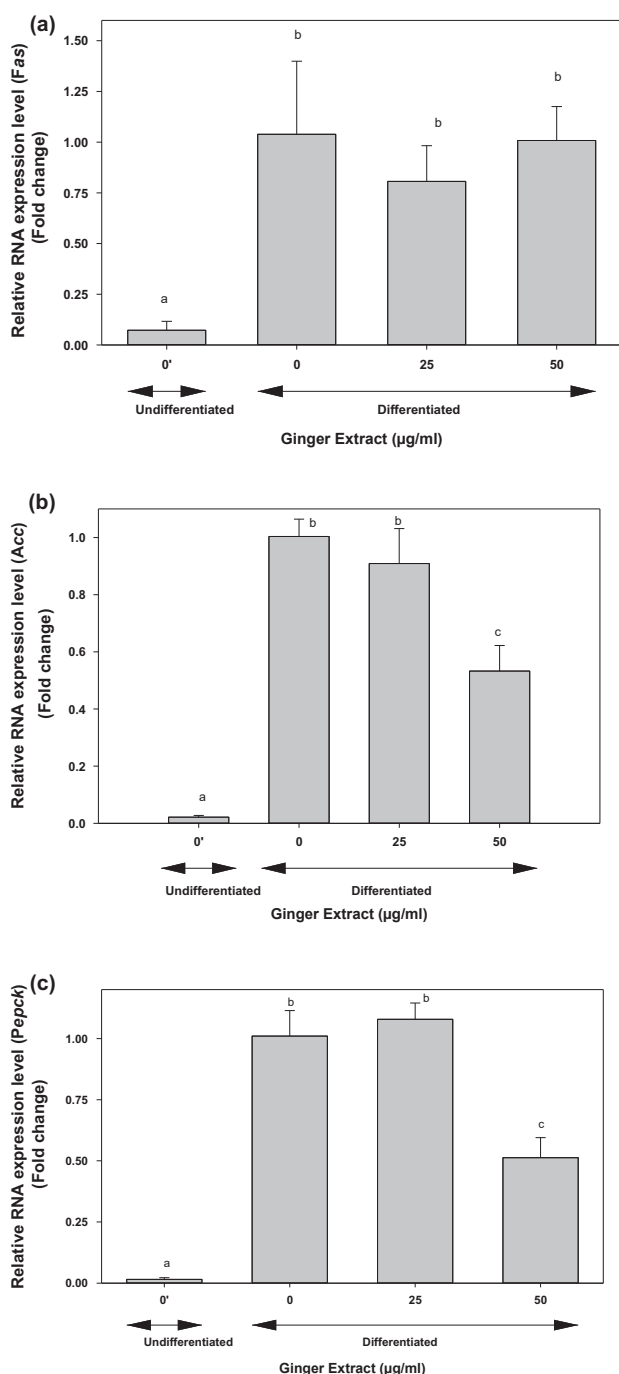 (a)
Relative RNA expression level (Fas)
(Fold change)
1.50
1.25
1.00
0.75
0.50
0.25
0.00
a
b
b
b
0'
0
25
50
Undifferentiated
Differentiated
Ginger Extract (µg/ml)
(b)
Relative RNA expression level (Acc)
(Fold change)
1.0
0.8
0.6
0.4
0.2
0.0
a
b
b
c
0'
0
25
50
Undifferentiated
Differentiated
Ginger Extract (µg/ml)
(c)
Relative RNA expression level (Pepck)
(Fold change)
1.00
0.75
0.50
0.25
0.00
a
b
b
c
0'
0
25
50
Undifferentiated
Differentiated
Ginger Extract (µg/ml)